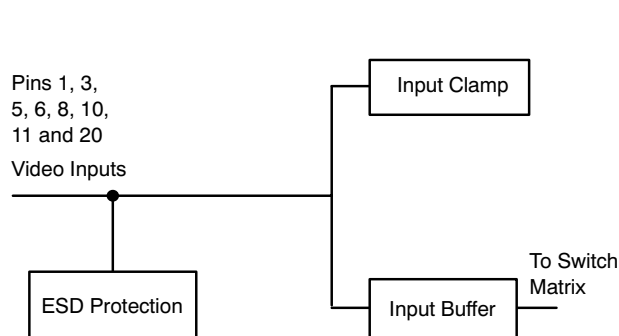 Pins 1, 3,
5, 6, 8, 10,
11 and 20
Video Inputs
Input Clamp
ESD Protection
Input Buffer
To Switch
Matrix